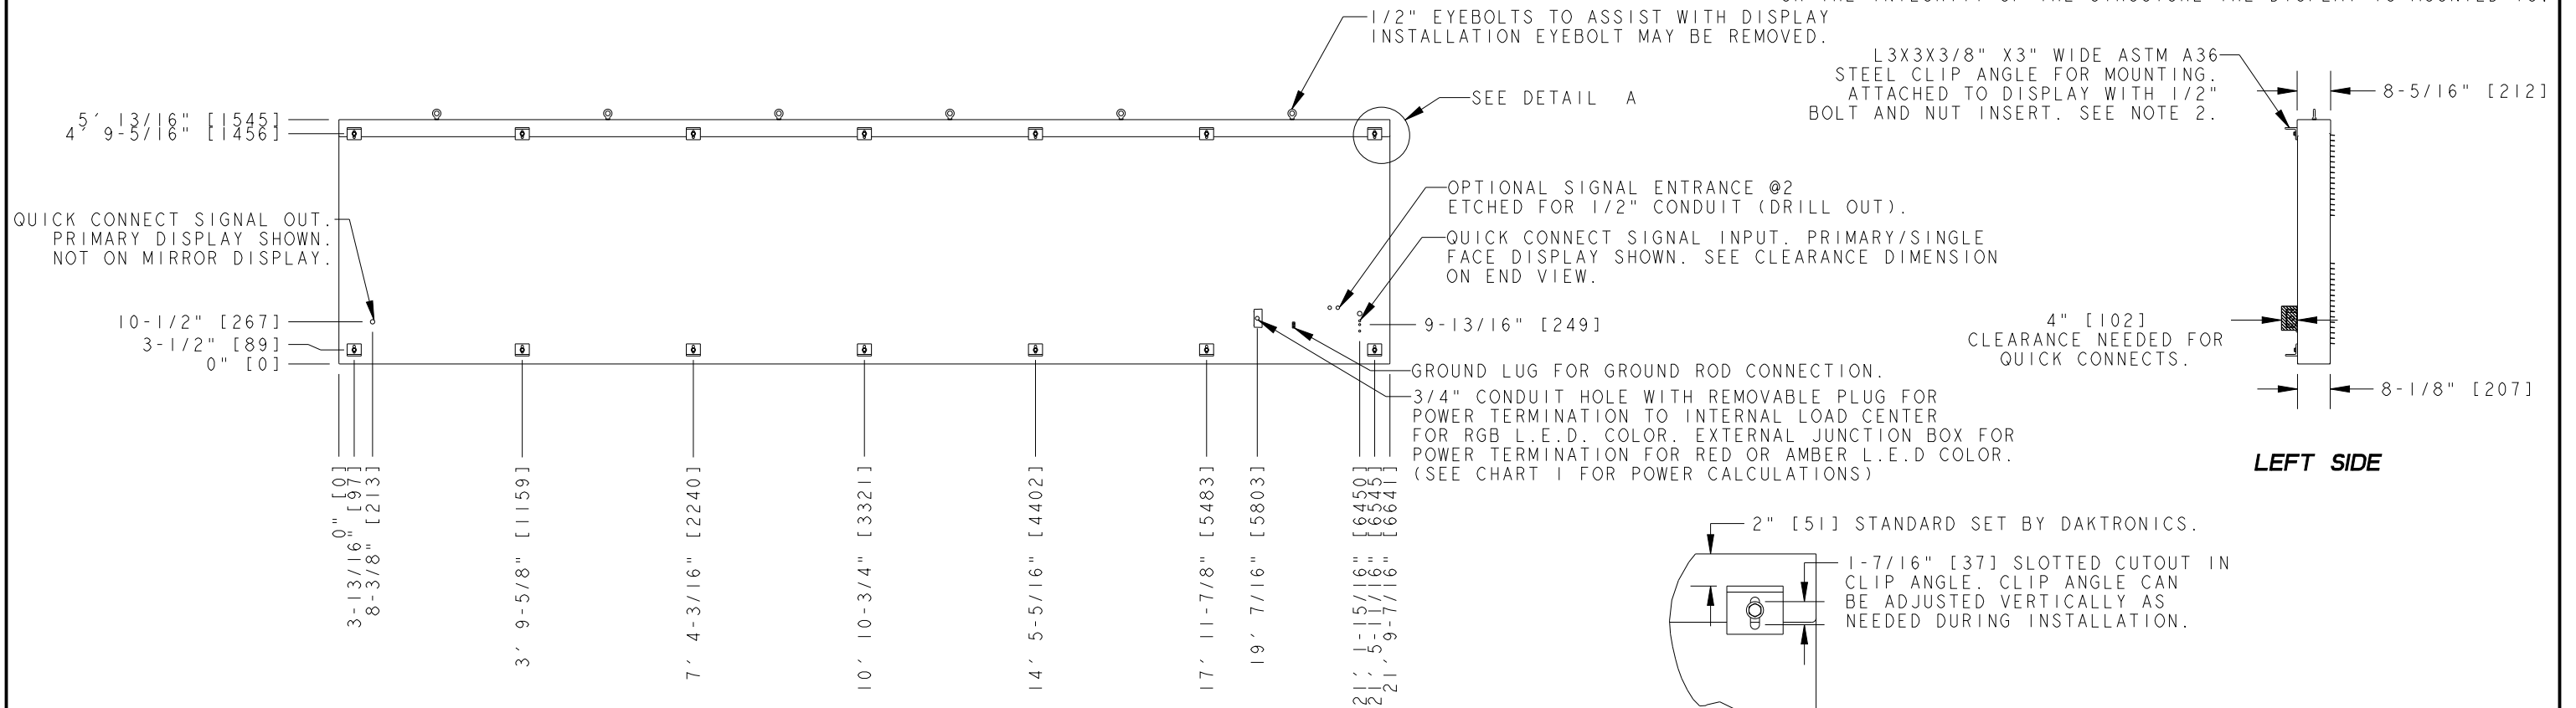 1/2" EYEBOLTS TO ASSIST WITH DISPLAY
INSTALLATION EYEBOLT MAY BE REMOVED.
L3X3X3/8" X3" WIDE ASTM A36
STEEL CLIP ANGLE FOR MOUNTING.
ATTACHED TO DISPLAY WITH 1/2"
BOLT AND NUT INSERT. SEE NOTE 2.
8-5/16" [212]
SEE DETAIL A
5' 13/16" [1545]
4' 9-5/16" [1456]
OPTIONAL SIGNAL ENTRANCE @2
ETCHED FOR 1/2" CONDUIT (DRILL OUT).
QUICK CONNECT SIGNAL OUT.
PRIMARY DISPLAY SHOWN.
NOT ON MIRROR DISPLAY.
QUICK CONNECT SIGNAL INPUT. PRIMARY/SINGLE
FACE DISPLAY SHOWN. SEE CLEARANCE DIMENSION
ON END VIEW.
10-1/2" [267]
3-1/2" [89]
0" [0]
9-13/16" [249]
4" [102]
CLEARANCE NEEDED FOR
QUICK CONNECTS.
GROUND LUG FOR GROUND ROD CONNECTION.
3/4" CONDUIT HOLE WITH REMOVABLE PLUG FOR
POWER TERMINATION TO INTERNAL LOAD CENTER
FOR RGB L.E.D. COLOR. EXTERNAL JUNCTION BOX FOR
POWER TERMINATION FOR RED OR AMBER L.E.D COLOR.
(SEE CHART 1 FOR POWER CALCULATIONS)
8-1/8" [207]
LEFT SIDE
0" [0]
3-13/16" [97]
8-3/8" [213]
3' 9-5/8" [1159]
7' 4-3/16" [2240]
10' 10-3/4" [3321]
14' 5-5/16" [4402]
17' 11-7/8" [5483]
19' 7/16" [5803]
21' 1-15/16" [6450]
21' 5-11/16" [6545]
21' 9-7/16" [6641]
2" [51] STANDARD SET BY DAKTRONICS.
1-7/16" [37] SLOTTED CUTOUT IN
CLIP ANGLE. CLIP ANGLE CAN
BE ADJUSTED VERTICALLY AS
NEEDED DURING INSTALLATION.